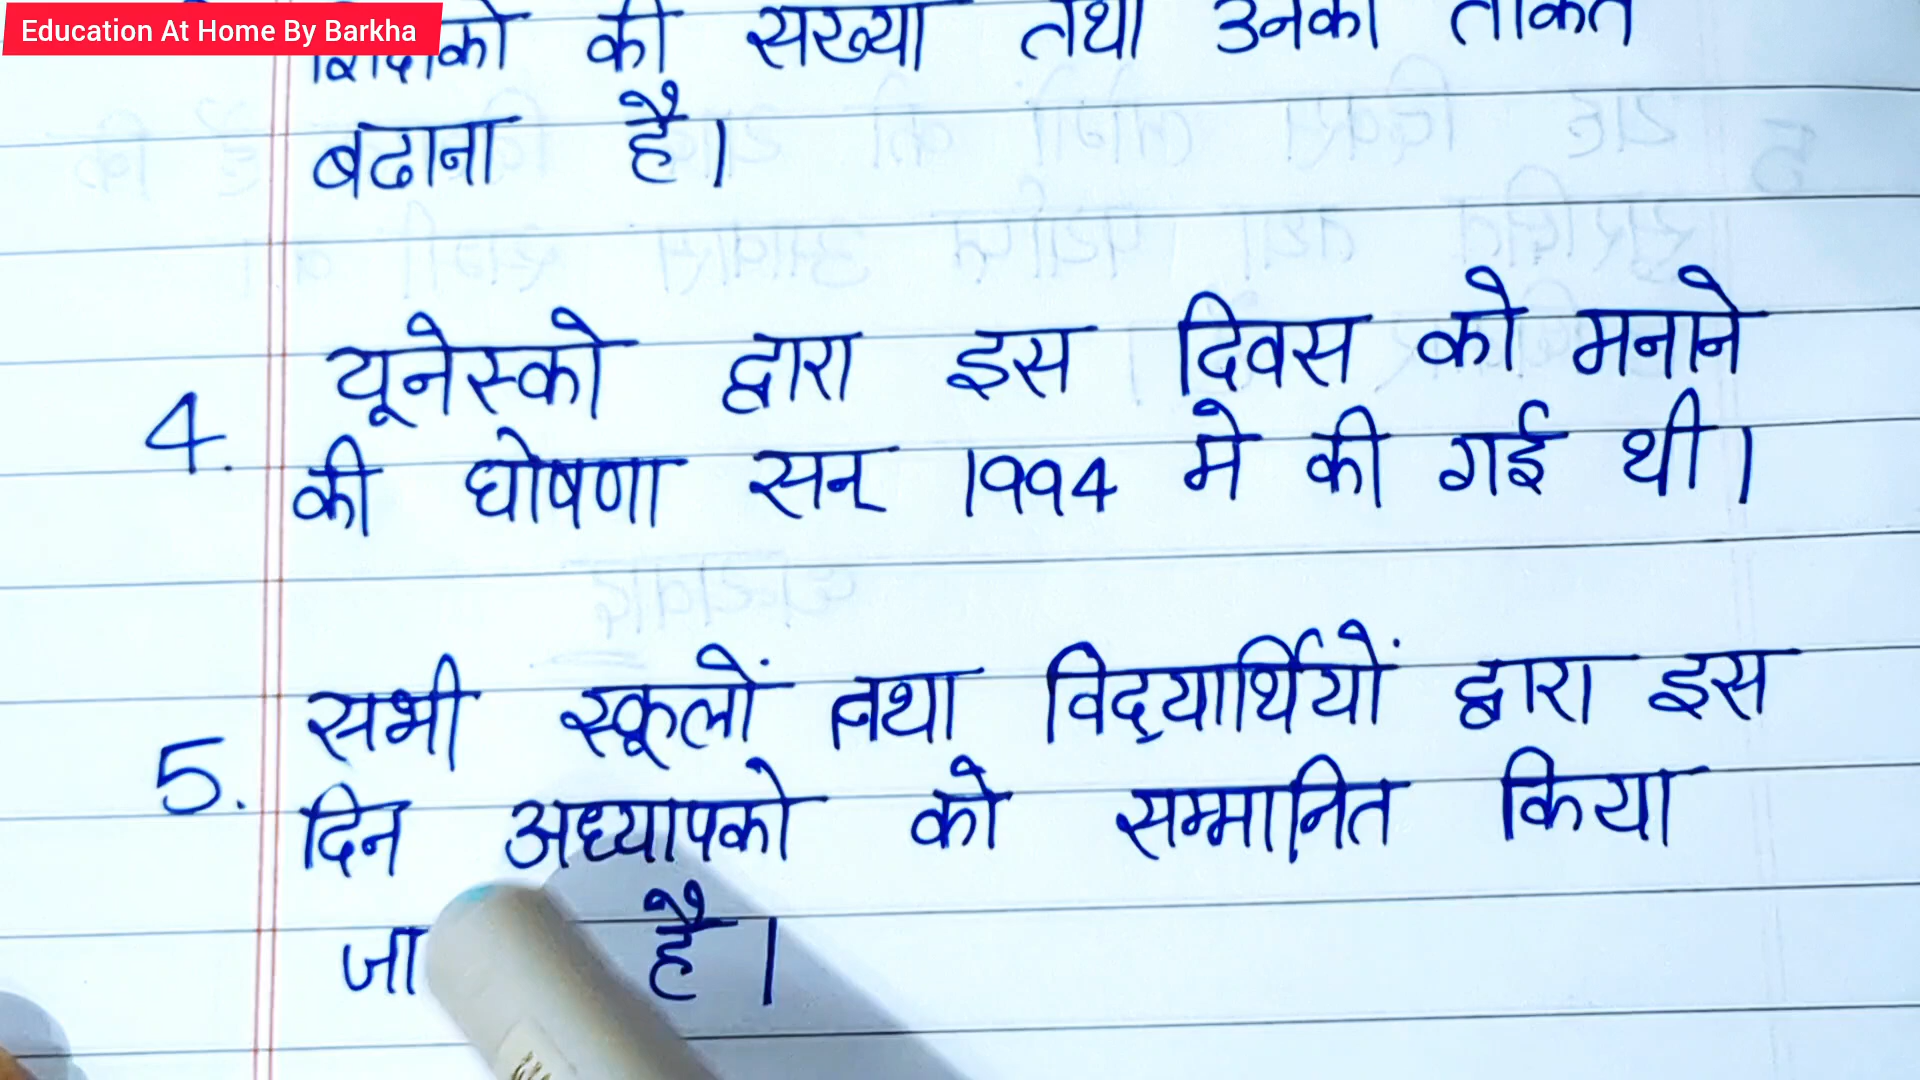 Education At Home By Barkha
की सख्या तथा उनकी ताकत
बढाना है।
4. यूनेस्को द्वारा इस दिवस को मनाने
की घोषणा सन् 1994 मे की गई थी।
5. सभी स्कूलों तथा विद्यार्थियों द्वारा इस
दिन अध्यापको को सम्मानित किया
जा है।